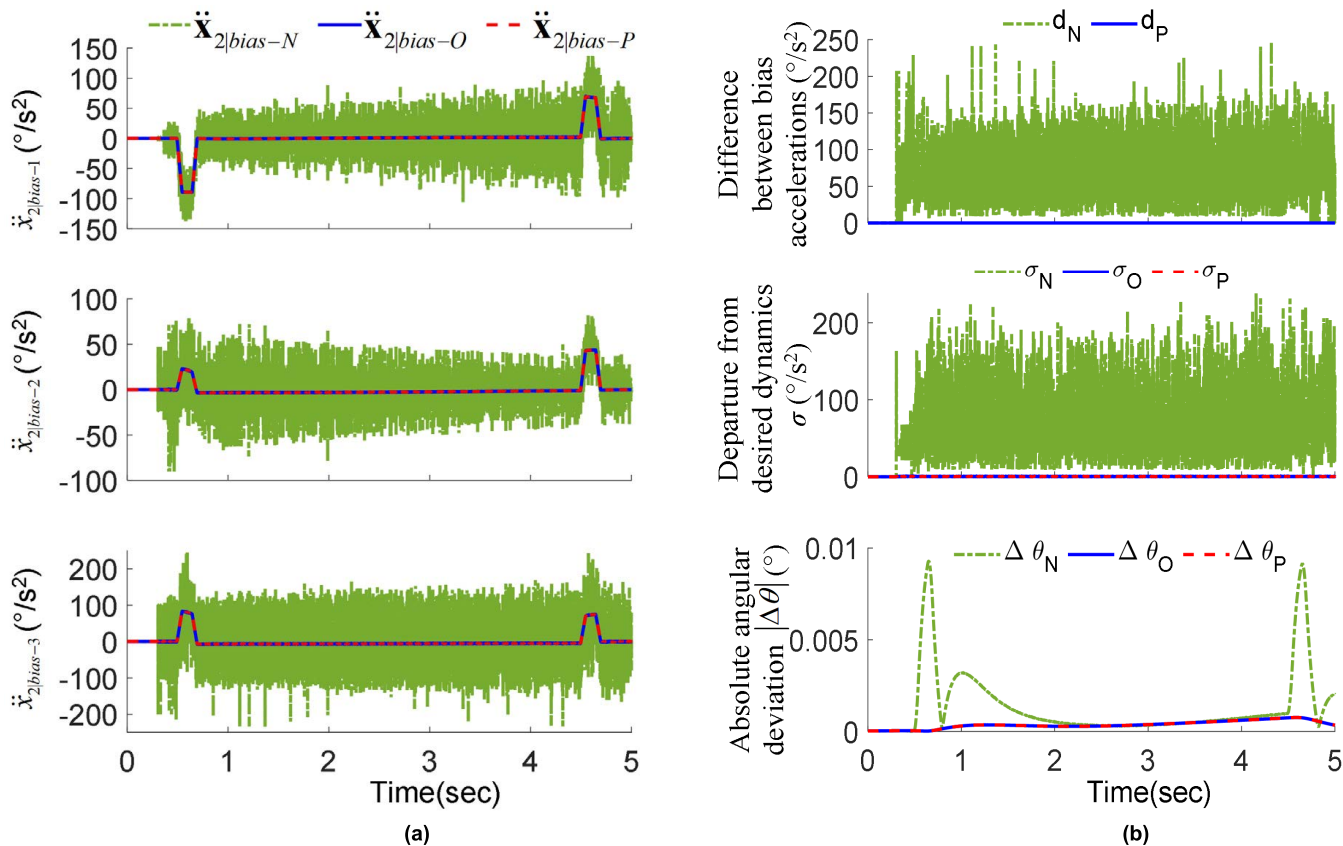 ẍ2|bias−N ẍ2|bias−O ẍ2|bias−P
ẍ2|bias−1 (°/s²)
150
100
50
0
-50
-100
-150
ẍ2|bias−2 (°/s²)
100
50
0
-50
-100
ẍ2|bias−3 (°/s²)
200
100
0
-100
-200
0 1 2 3 4 5
Time(sec)
(a)
dN dP
Difference
between bias
accelerations (°/s²)
250
200
150
100
50
0
σN σO σP
Departure from
desired dynamics
σ (°/s²)
200
100
0
Δ θN Δ θO Δ θP
Absolute angular
deviation |Δθ| (°)
0.01
0.005
0
0 1 2 3 4 5
Time(sec)
(b)